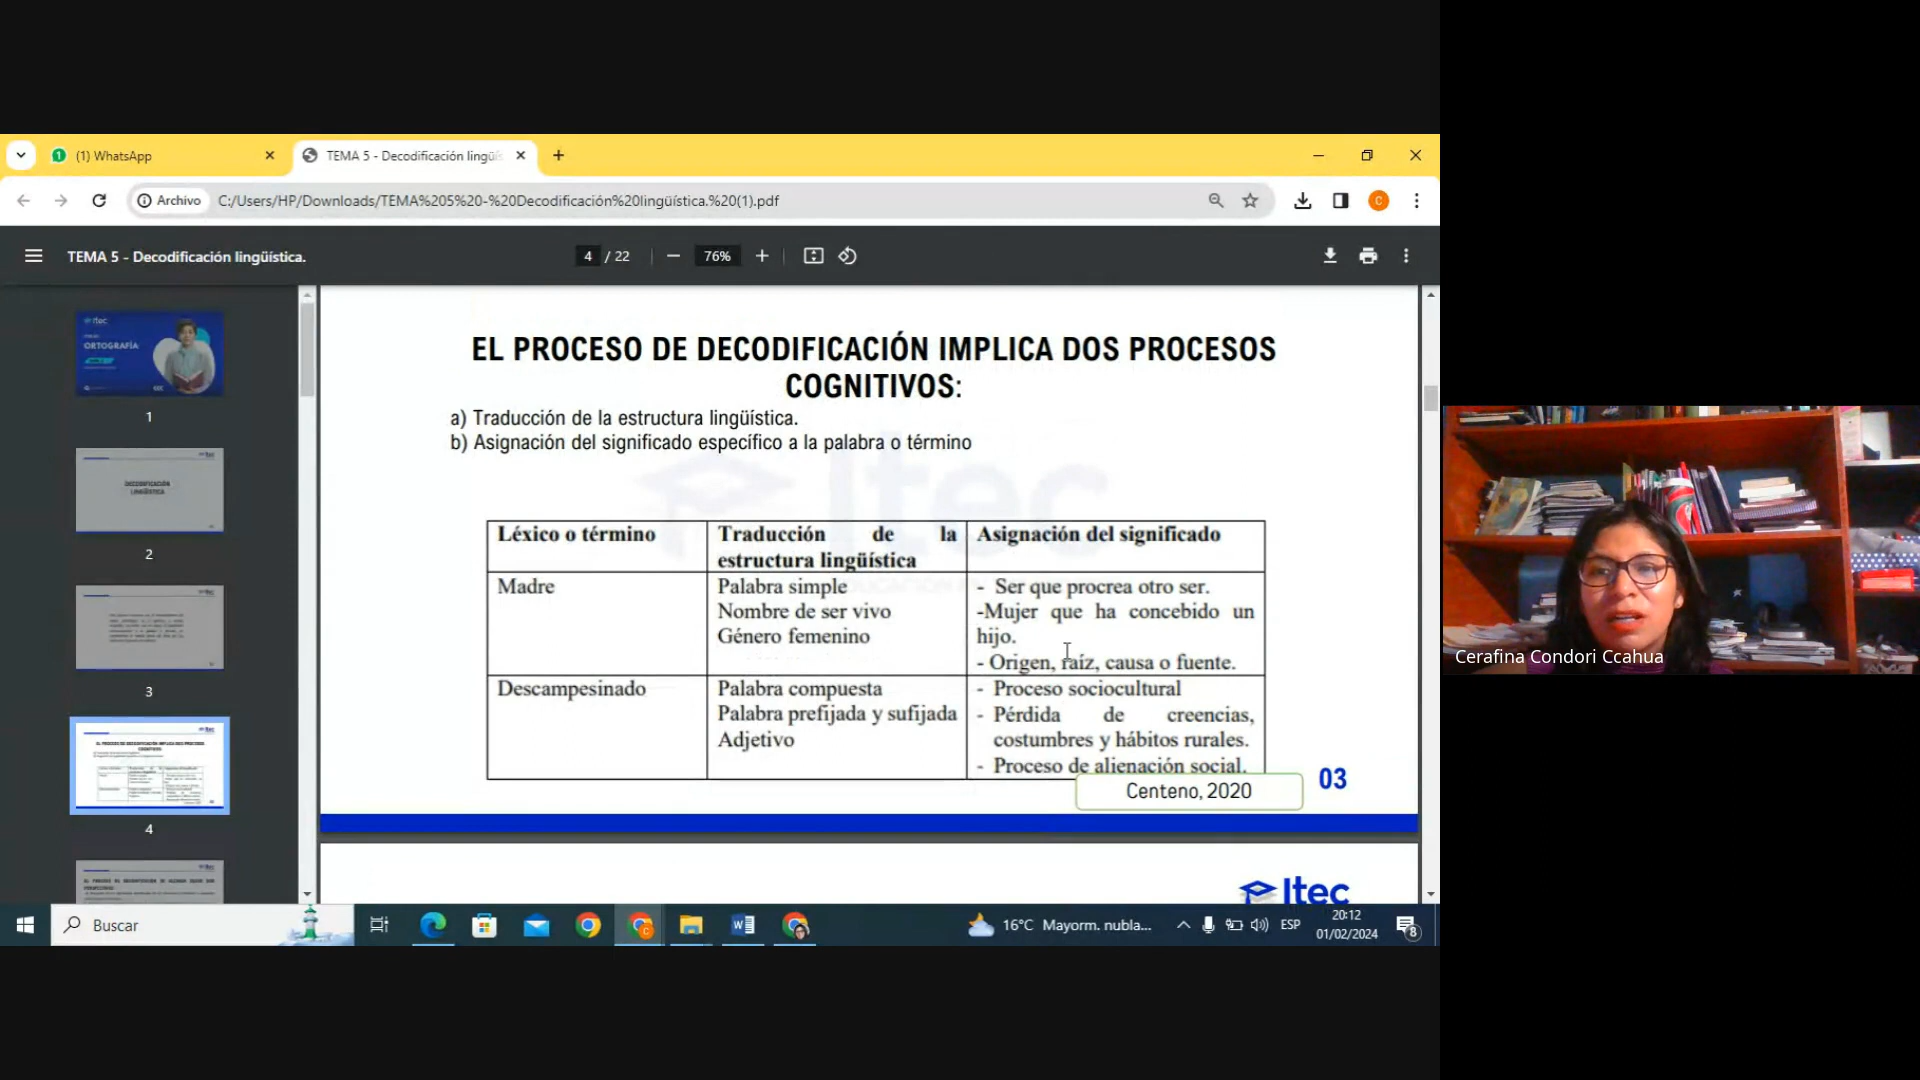 (1) WhatsApp
TEMA 5 - Decodificación lingüís
Archivo
C:/Users/HP/Downloads/TEMA%205%20-%20Decodificación%20lingüística.%20(1).pdf
C
TEMA 5 - Decodificación lingüística.
4 / 22
76%
Itec
ORTOGRAFÍA
1
DECODIFICACIÓN
LINGÜÍSTICA
2
3
4
EL PROCESO DE DECODIFICACIÓN IMPLICA DOS PROCESOS
COGNITIVOS:
a) Traducción de la estructura lingüística.
b) Asignación del significado específico a la palabra o término
Itec
Léxico o término
Traducción de la
estructura lingüística
Asignación del significado
Madre
Palabra simple
Nombre de ser vivo
Género femenino
- Ser que procrea otro ser.
-Mujer que ha concebido un
hijo.
- Origen, raíz, causa o fuente.
Descampesinado
Palabra compuesta
Palabra prefijada y sufijada
Adjetivo
- Proceso sociocultural
- Pérdida de creencias,
costumbres y hábitos rurales.
- Proceso de alienación social.
Centeno, 2020
03
Itec
Cerafina Condori Ccahua
Buscar
16°C Mayorm. nubla...
ESP
20:12
01/02/2024
8